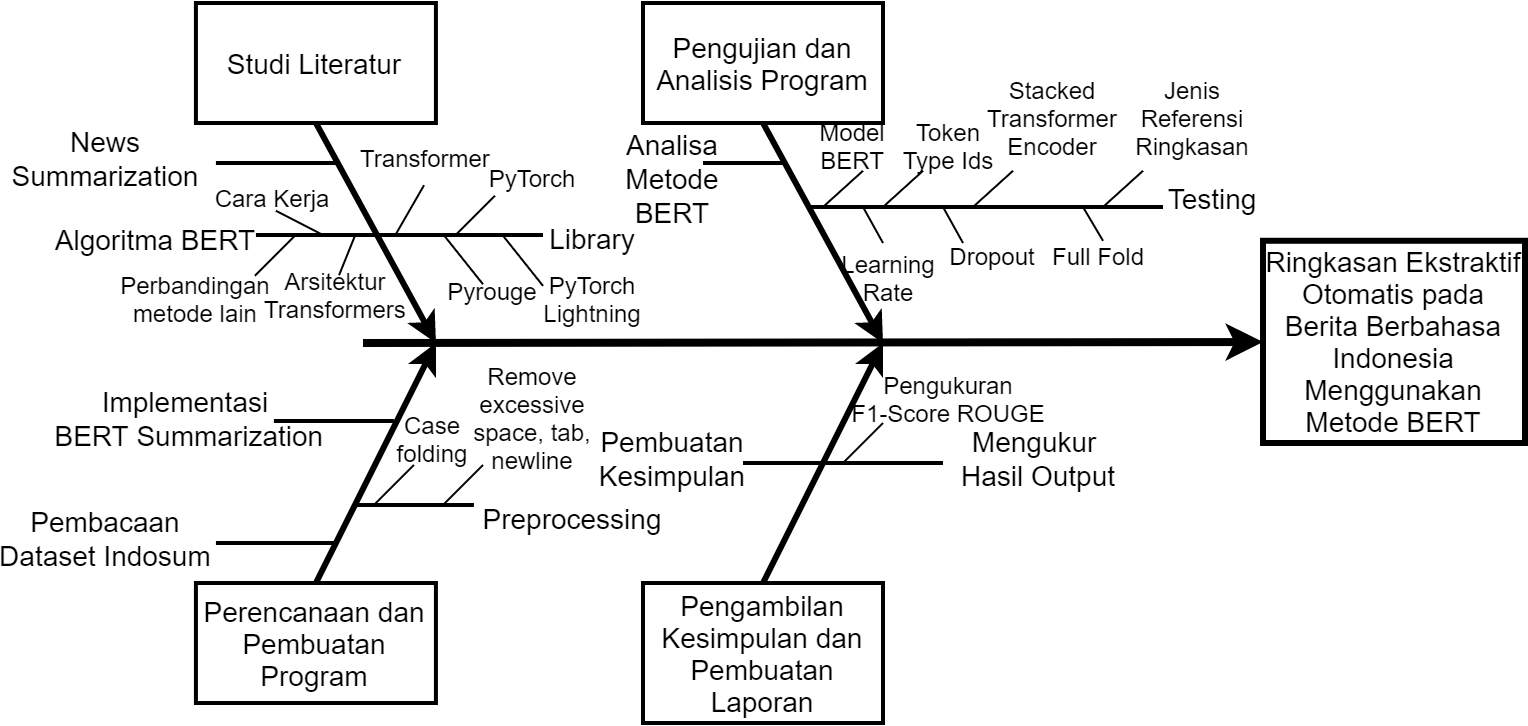 Studi Literatur
News
Summarization
Cara Kerja
Transformer
PyTorch
Algoritma BERT
Library
Perbandingan
metode lain
Arsitektur
Transformers
Pyrouge
PyTorch
Lightning
Pengujian dan
Analisis Program
Analisa
Metode
BERT
Model
BERT
Token
Type Ids
Stacked
Transformer
Encoder
Jenis
Referensi
Ringkasan
Testing
Learning
Rate
Dropout
Full Fold
Ringkasan Ekstraktif
Otomatis pada
Berita Berbahasa
Indonesia
Menggunakan
Metode BERT
Implementasi
BERT Summarization
Case
folding
Remove
excessive
space, tab,
newline
Pembacaan
Dataset Indosum
Preprocessing
Perencanaan dan
Pembuatan
Program
Pengukuran
F1-Score ROUGE
Pembuatan
Kesimpulan
Mengukur
Hasil Output
Pengambilan
Kesimpulan dan
Pembuatan
Laporan